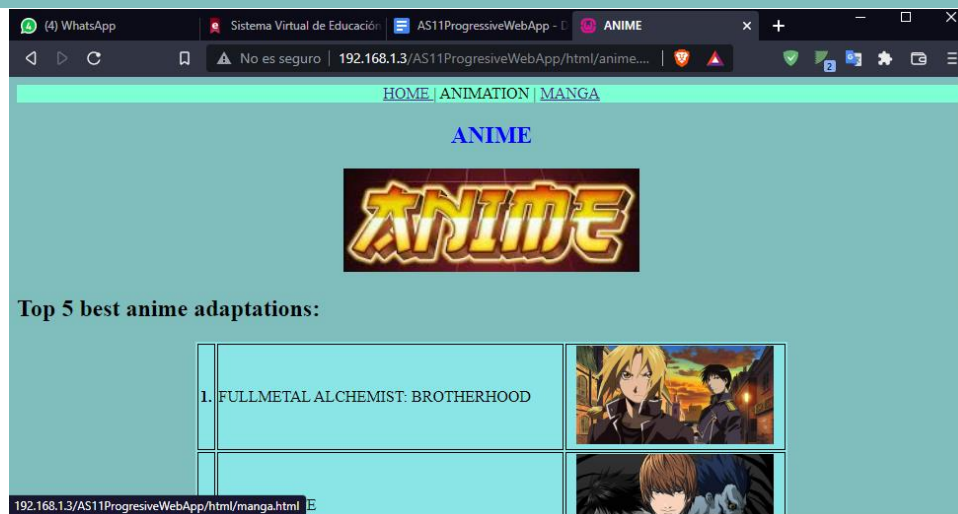 (4) WhatsApp
Sistema Virtual de Educación
AS11ProgressiveWebApp - D
ANIME
No es seguro | 192.168.1.3/AS11ProgresiveWebApp/html/anime....
2
HOME | ANIMATION | MANGA
ANIME
ANIME
Top 5 best anime adaptations:
1. FULLMETAL ALCHEMIST: BROTHERHOOD
E
192.168.1.3/AS11ProgresiveWebApp/html/manga.html